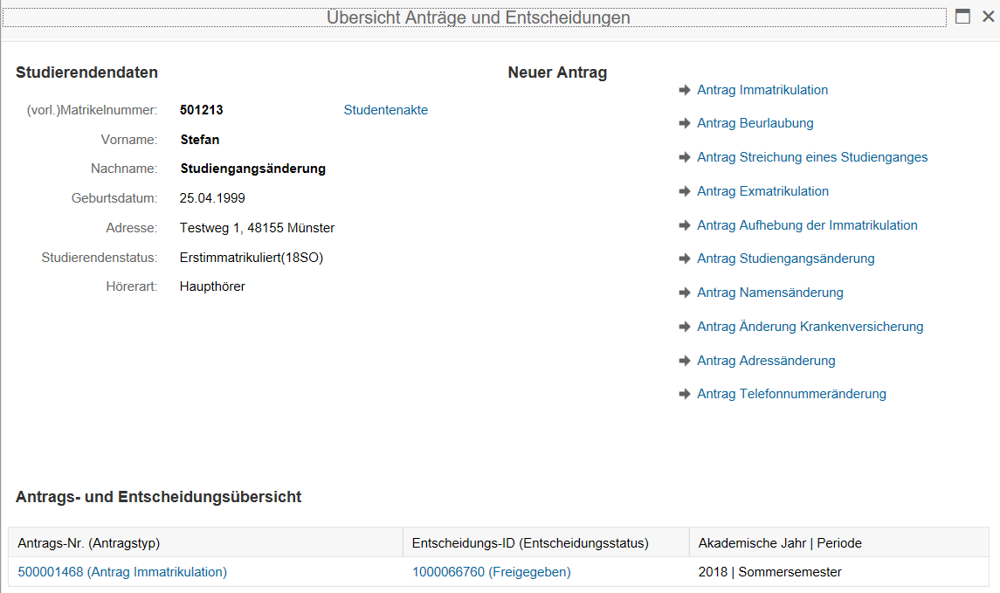 Übersicht Anträge und Entscheidungen
Studierendendaten
(vorl.)Matrikelnummer: 501213 Studentenakte
Vorname: Stefan
Nachname: Studiengangsänderung
Geburtsdatum: 25.04.1999
Adresse: Testweg 1, 48155 Münster
Studierendenstatus: Erstimmatrikuliert(18SO)
Hörerart: Haupthörer
Neuer Antrag
Antrag Immatrikulation
Antrag Beurlaubung
Antrag Streichung eines Studienganges
Antrag Exmatrikulation
Antrag Aufhebung der Immatrikulation
Antrag Studiengangsänderung
Antrag Namensänderung
Antrag Änderung Krankenversicherung
Antrag Adressänderung
Antrag Telefonnummeränderung
Antrags- und Entscheidungsübersicht
Antrags-Nr. (Antragstyp) Entscheidungs-ID (Entscheidungsstatus) Akademische Jahr | Periode
500001468 (Antrag Immatrikulation) 1000066760 (Freigegeben) 2018 | Sommersemester